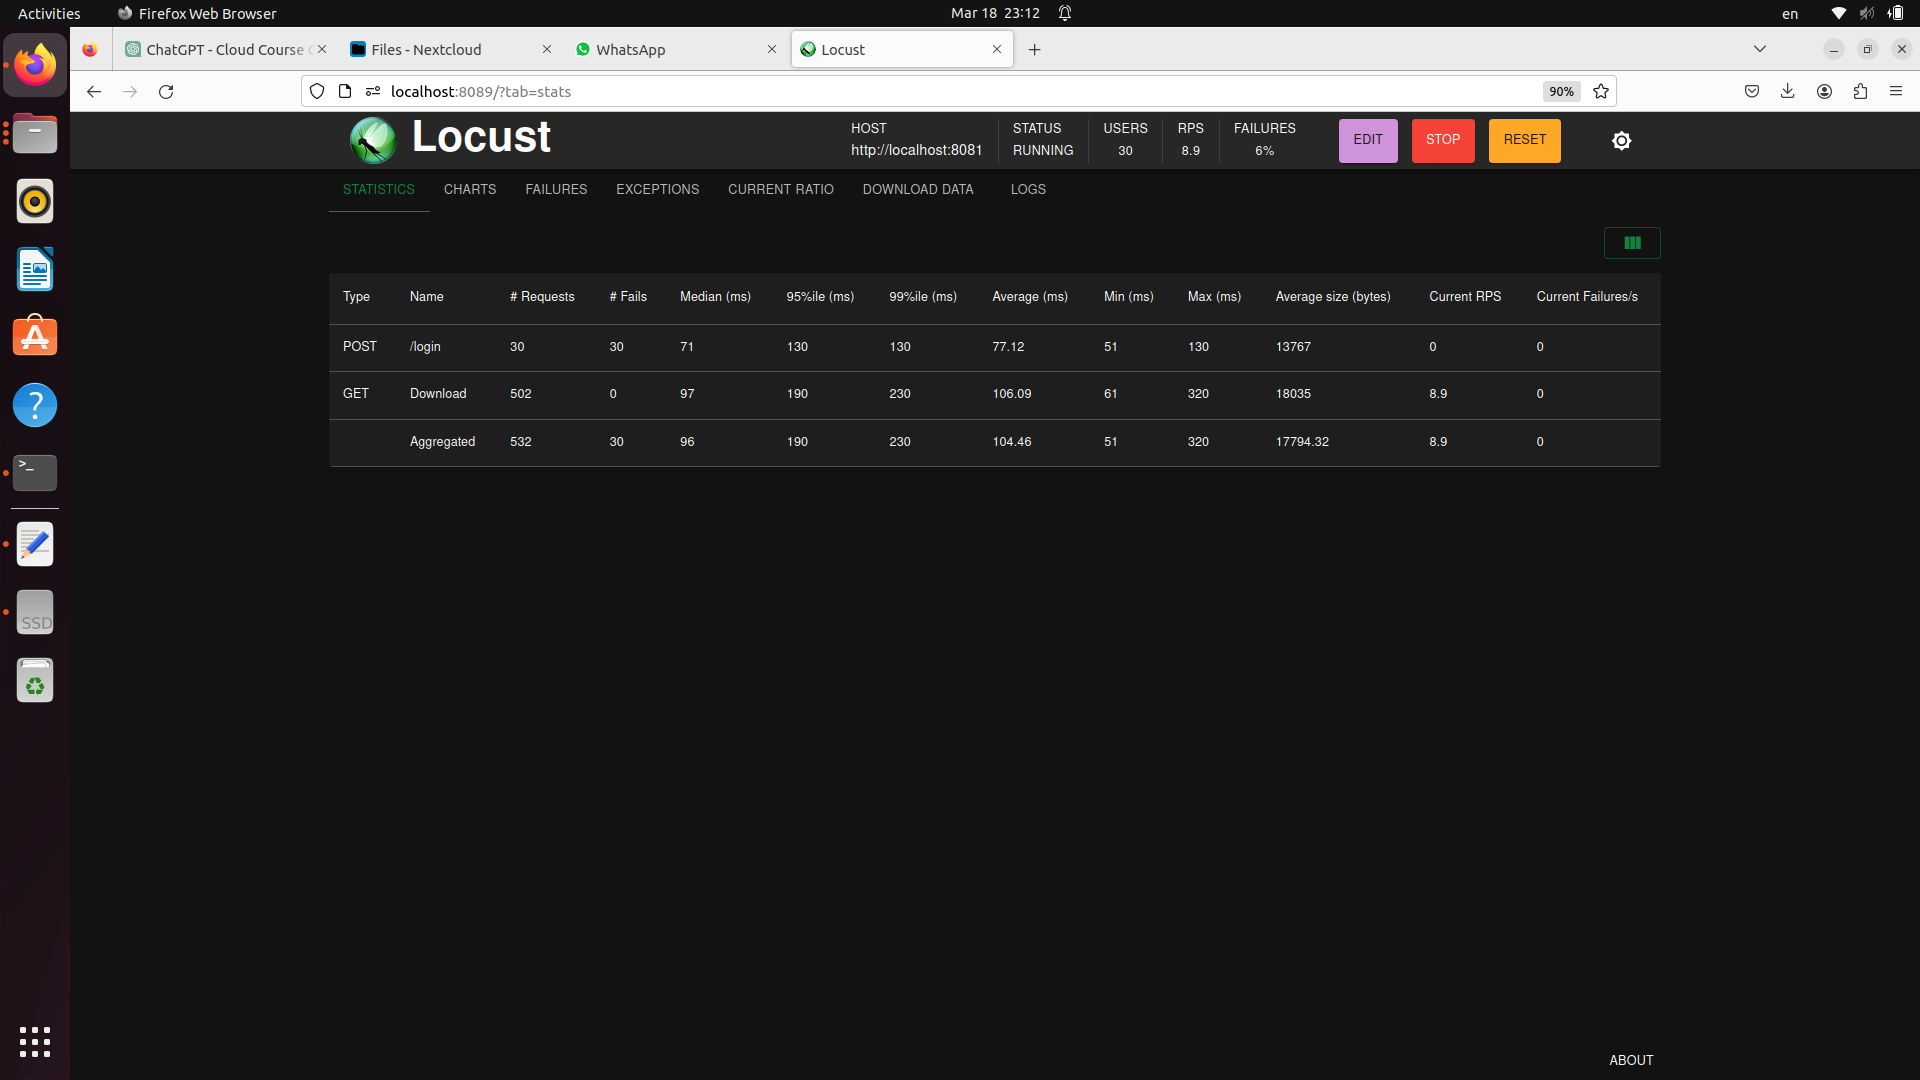 Activities Firefox Web Browser Mar 18 23:12 en
ChatGPT - Cloud Course Files - Nextcloud WhatsApp Locust
localhost:8089/?tab=stats 90%
Locust
HOST STATUS USERS RPS FAILURES
http://localhost:8081 RUNNING 30 8.9 6%
EDIT STOP RESET
STATISTICS CHARTS FAILURES EXCEPTIONS CURRENT RATIO DOWNLOAD DATA LOGS
Type Name # Requests # Fails Median (ms) 95%ile (ms) 99%ile (ms) Average (ms) Min (ms) Max (ms) Average size (bytes) Current RPS Current Failures/s
POST /login 30 30 71 130 130 77.12 51 130 13767 0 0
GET Download 502 0 97 190 230 106.09 61 320 18035 8.9 0
Aggregated 532 30 96 190 230 104.46 51 320 17794.32 8.9 0
>_
SSD
ABOUT